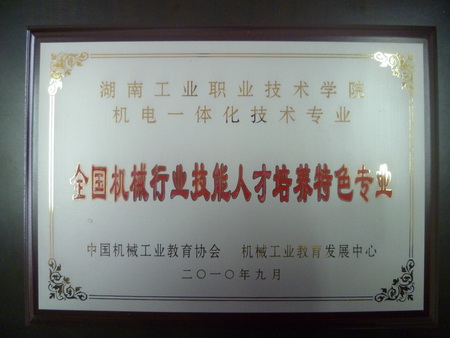 湖南工业职业技术学院
机电一体化技术专业
全国机械行业技能人才培养特色专业
中国机械工业教育协会 机械工业教育发展中心
二〇一〇年九月